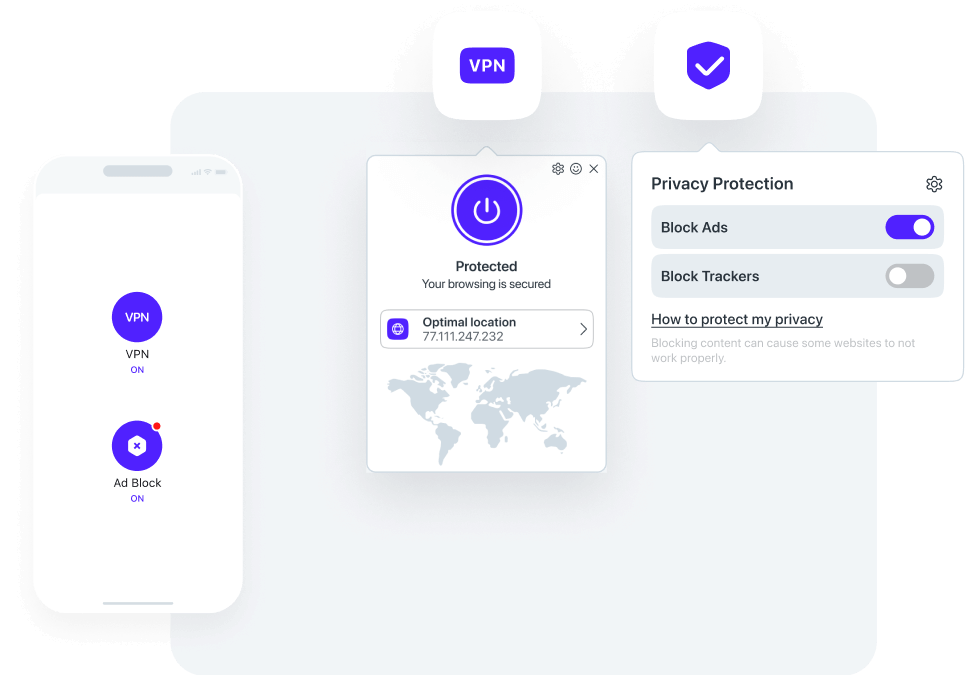 VPN
VPN
VPN
ON
Ad Block
ON
Protected
Your browsing is secured
Optimal location
77.111.247.232
Privacy Protection
Block Ads
Block Trackers
How to protect my privacy
Blocking content can cause some websites to not
work properly.